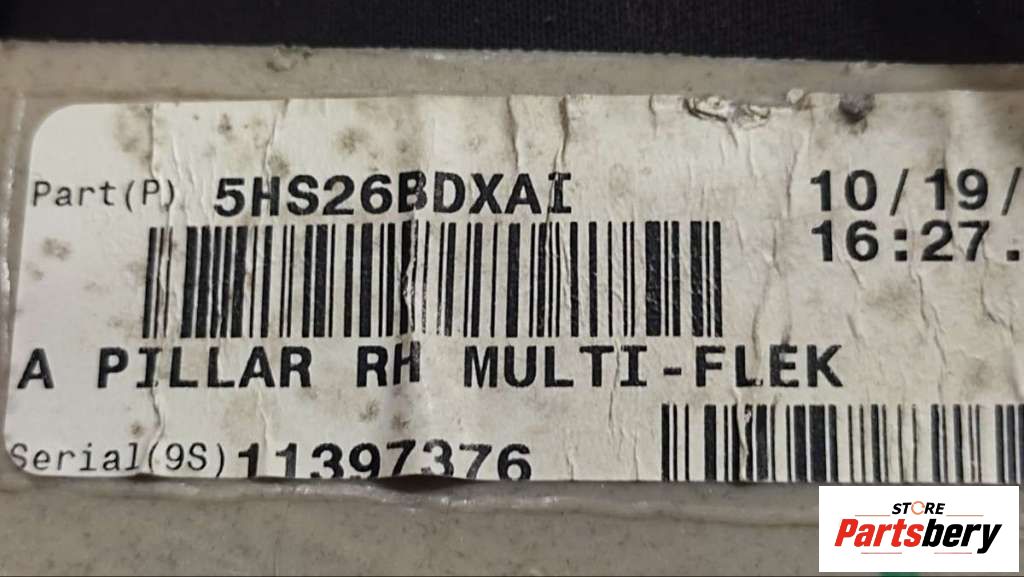 Part(P) 5HS26BDXAI 10/19/
16:27.
A PILLAR RH MULTI-FLEK
Serial(9S) 11397376
STORE
Partsbery